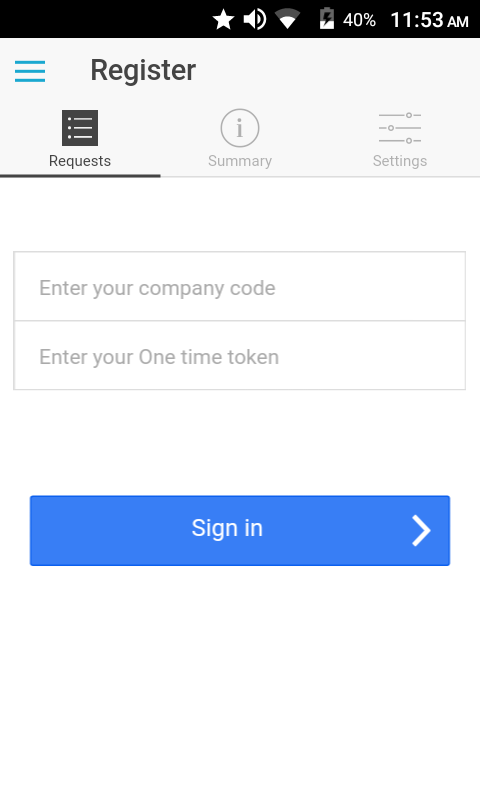 40% 11:53 AM
Register
Requests Summary Settings
Enter your company code
Enter your One time token
Sign in